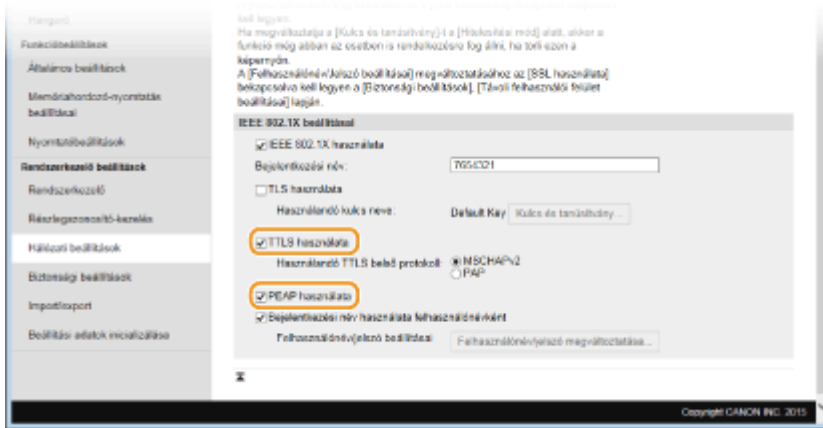 Hangerő
Funkcióbeállítások
Általános beállítások
Memóriahordozó-nyomtatás
beállításai
Nyomtatóbeállítások
Rendszerkezelő beállítások
Rendszerkezelő
Részlegazonosító-kezelés
Hálózati beállítások
Biztonsági beállítások
Import/export
Beállítási adatok inicializálása
kell legyen.
Ha megváltoztatja a [Kulcs és tanúsítvány]-t a [Hitelesítési mód] alatt, akkor a
funkció még abban az esetben is rendelkezésre fog állni, ha törli ezen a
képernyőn.
A [Felhasználónév/Jelszó beállításai] megváltoztatásához az [SSL használata]
bekapcsolva kell legyen a [Biztonsági beállítások], [Távoli felhasználói felület
beállításai] lapján.
IEEE 802.1X beállításai
IEEE 802.1X használata
Bejelentkezési név:
7654321
TLS használata
Használandó kulcs neve:
Default Key Kulcs és tanúsítvány...
TTLS használata
Használandó TTLS belső protokoll:
MSCHAPv2
PAP
PEAP használata
Bejelentkezési név használata felhasználónévként
Felhasználónév/jelszó beállításai
Felhasználónév/jelszó megváltoztatása...
Copyright CANON INC. 2015